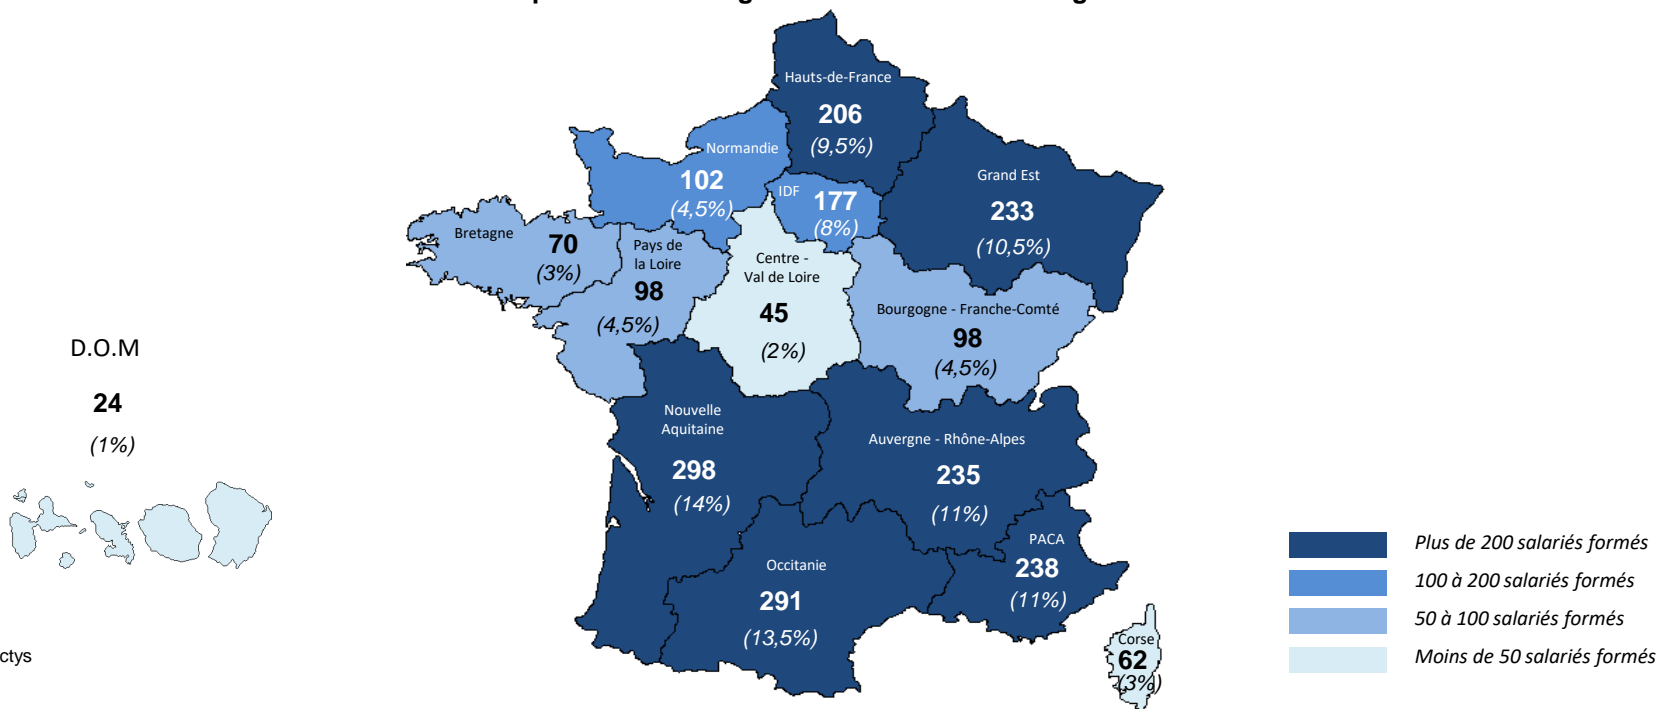 Hauts-de-France
206
(9,5%)
Normandie
102
(4,5%)
IDF
177
(8%)
Grand Est
233
(10,5%)
Bretagne
70
(3%)
Pays de
la Loire
98
(4,5%)
Centre -
Val de Loire
45
(2%)
Bourgogne - Franche-Comté
98
(4,5%)
D.O.M
24
(1%)
Nouvelle
Aquitaine
298
(14%)
Auvergne - Rhône-Alpes
235
(11%)
PACA
238
(11%)
Occitanie
291
(13,5%)
Corse
62
(3%)
Plus de 200 salariés formés
100 à 200 salariés formés
50 à 100 salariés formés
Moins de 50 salariés formés
ctys